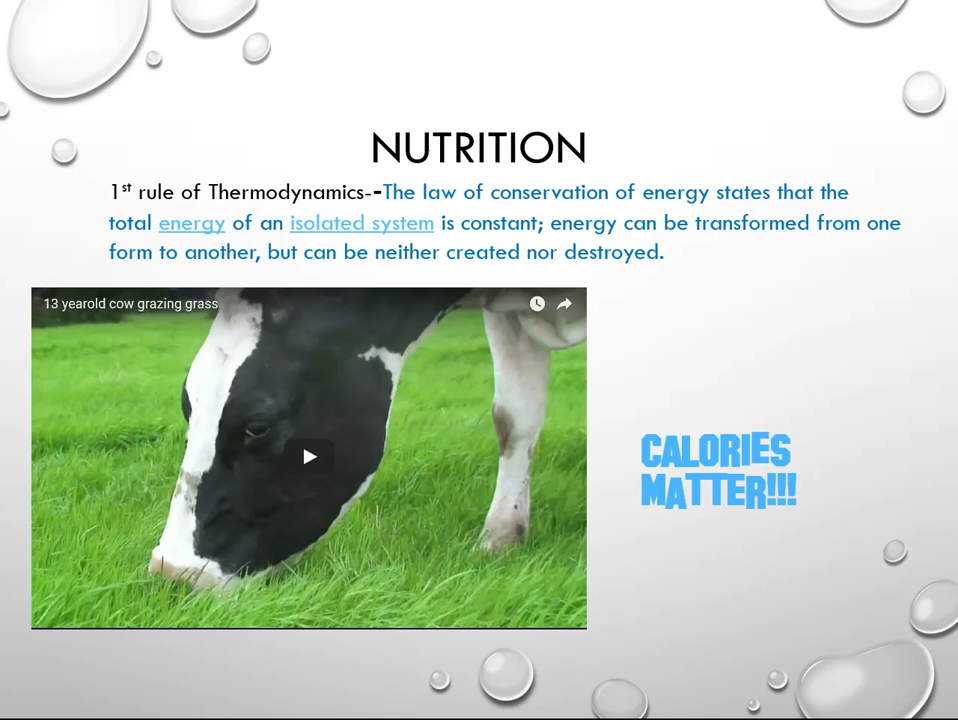 NUTRITION
1st rule of Thermodynamics--The law of conservation of energy states that the
total energy of an isolated system is constant; energy can be transformed from one
form to another, but can be neither created nor destroyed.
13 yearold cow grazing grass
CALORIES
MATTER!!!